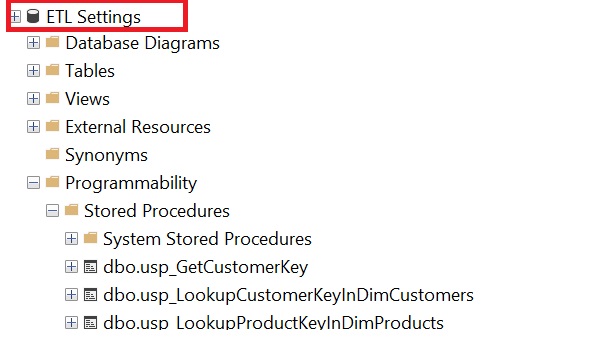 ETL Settings
Database Diagrams
Tables
Views
External Resources
Synonyms
Programmability
Stored Procedures
System Stored Procedures
dbo.usp_GetCustomerKey
dbo.usp_LookupCustomerKeyInDimCustomers
dbo.usp_LookupProductKeyInDimProducts